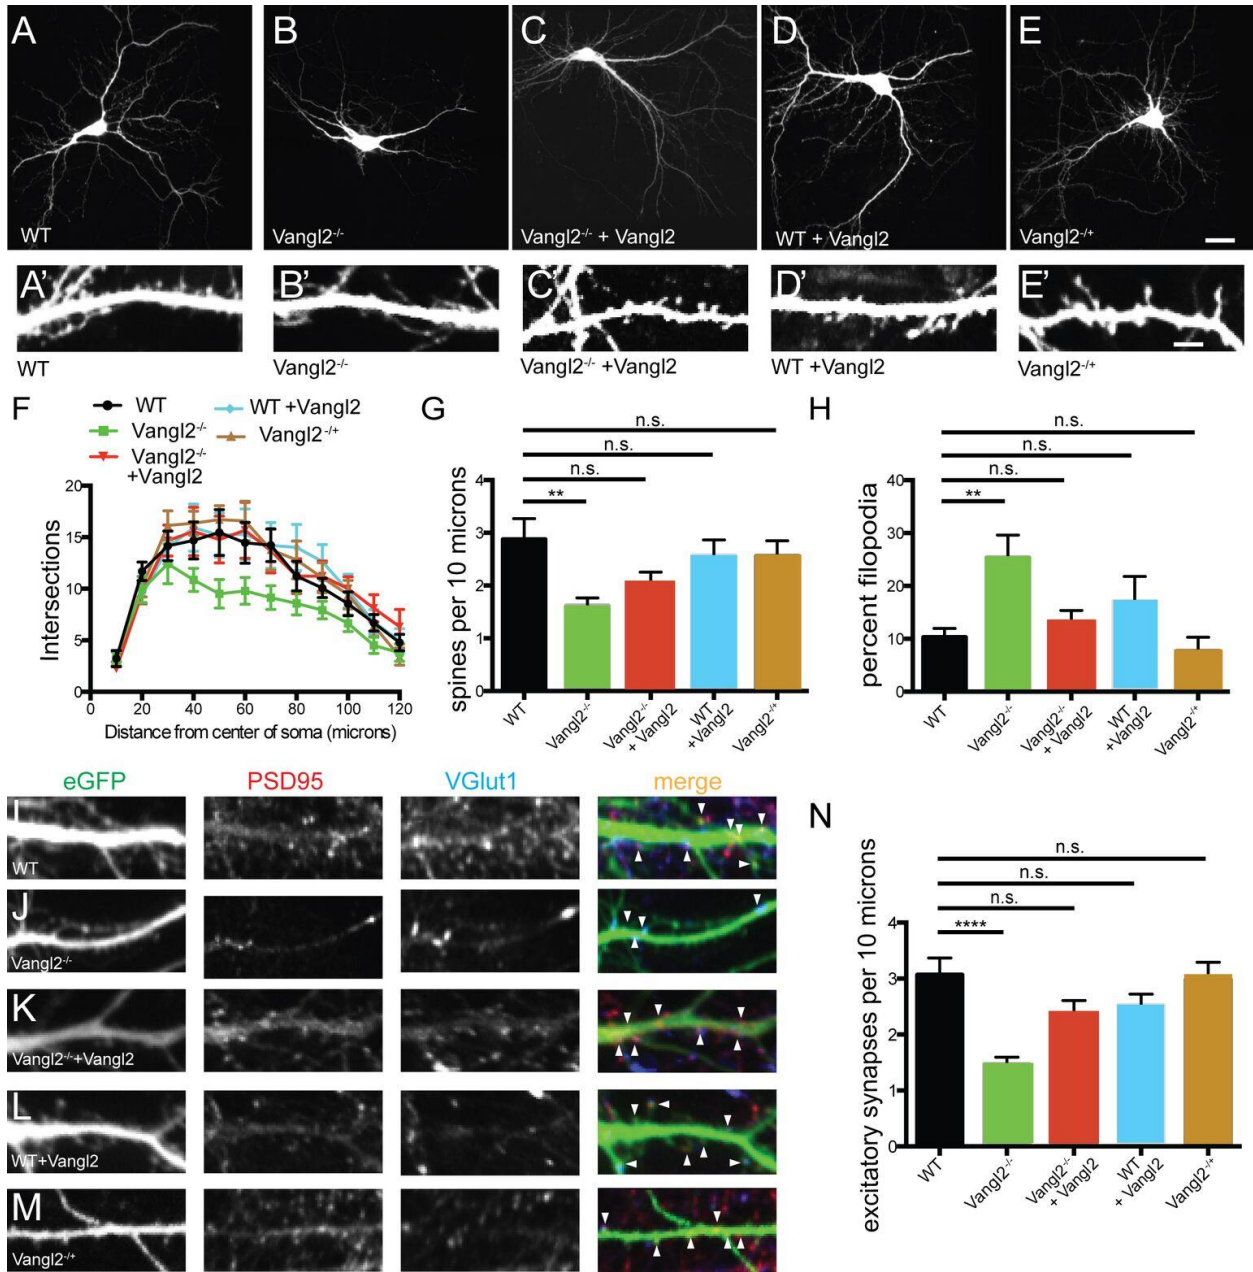 A
B
C
D
E
WT
Vangl2-/-
Vangl2-/- + Vangl2
WT + Vangl2
Vangl2-/+
A'
B'
C'
D'
E'
WT
Vangl2-/-
Vangl2-/- +Vangl2
WT +Vangl2
Vangl2-/+
F
WT
Vangl2-/-
Vangl2-/-
+Vangl2
WT +Vangl2
Vangl2-/+
Intersections
20
15
10
5
0
0 20 40 60 80 100 120
Distance from center of soma (microns)
G
n.s.
n.s.
n.s.
**
spines per 10 microns
4
3
2
1
0
WT
Vangl2-/-
Vangl2-/-
+ Vangl2
WT
+Vangl2
Vangl2-/+
H
n.s.
n.s.
n.s.
**
percent filopodia
40
30
20
10
0
WT
Vangl2-/-
Vangl2-/-
+ Vangl2
WT
+ Vangl2
Vangl2-/+
eGFP
PSD95
VGlut1
merge
I
WT
J
Vangl2-/-
K
Vangl2-/-+Vangl2
L
WT+Vangl2
M
Vangl2-/+
N
n.s.
n.s.
n.s.
****
excitatory synapses per 10 microns
4
3
2
1
0
WT
Vangl2-/-
Vangl2-/-
+ Vangl2
WT
+ Vangl2
Vangl2-/+